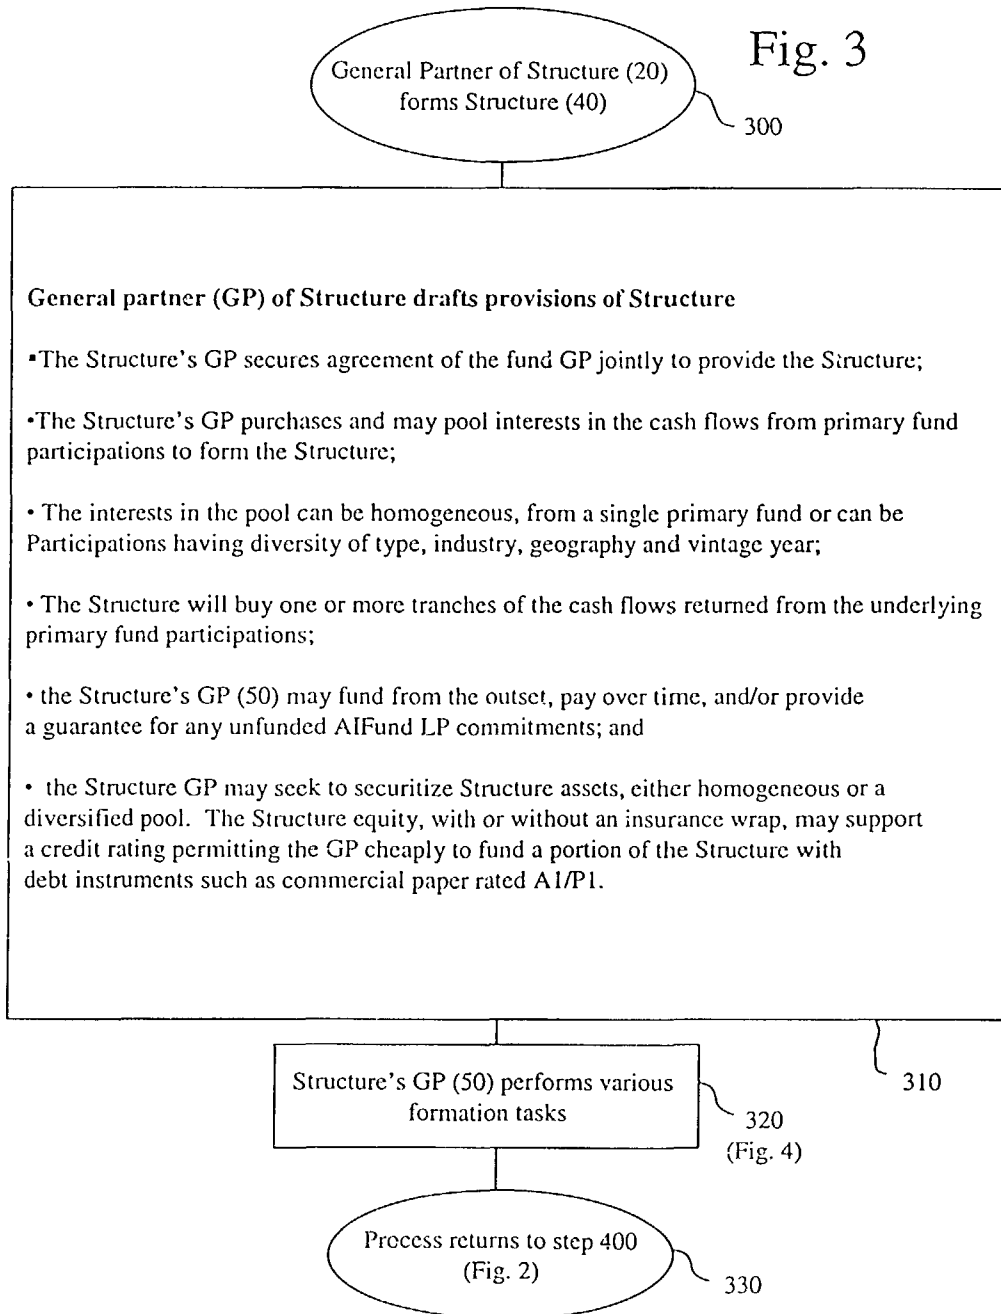 Fig. 3
General Partner of Structure (20)
forms Structure (40)
300
General partner (GP) of Structure drafts provisions of Structure
▪The Structure's GP secures agreement of the fund GP jointly to provide the Structure;
•The Structure's GP purchases and may pool interests in the cash flows from primary fund
participations to form the Structure;
• The interests in the pool can be homogeneous, from a single primary fund or can be
Participations having diversity of type, industry, geography and vintage year;
• The Structure will buy one or more tranches of the cash flows returned from the underlying
primary fund participations;
• the Structure's GP (50) may fund from the outset, pay over time, and/or provide
a guarantee for any unfunded AIFund LP commitments; and
• the Structure GP may seek to securitize Structure assets, either homogeneous or a
diversified pool. The Structure equity, with or without an insurance wrap, may support
a credit rating permitting the GP cheaply to fund a portion of the Structure with
debt instruments such as commercial paper rated A1/P1.
310
Structure's GP (50) performs various
formation tasks
320
(Fig. 4)
Process returns to step 400
(Fig. 2)
330